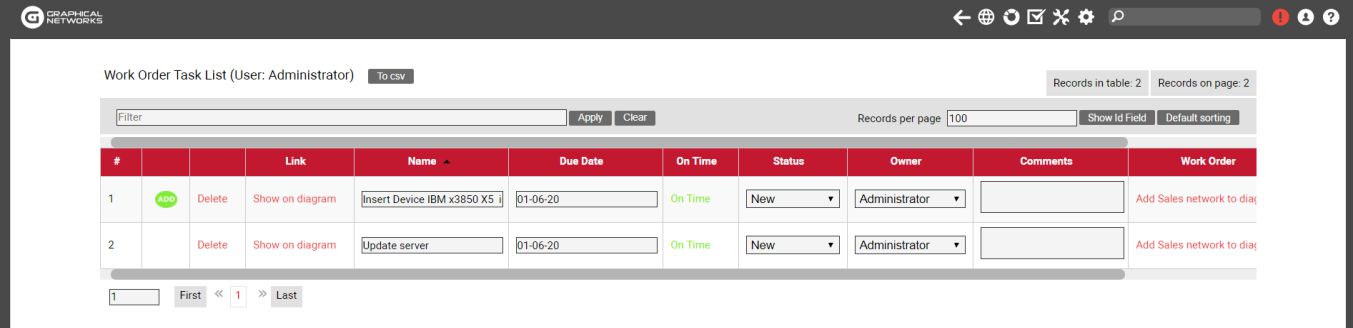 GRAPHICAL
NETWORKS
Work Order Task List (User: Administrator) To csv
Records in table: 2 Records on page: 2
Filter Apply Clear Records per page 100 Show Id Field Default sorting
# Link Name Due Date On Time Status Owner Comments Work Order
1 ADD Delete Show on diagram Insert Device IBM x3850 X5 i 01-06-20 On Time New Administrator Add Sales network to diag
2 Delete Show on diagram Update server 01-06-20 On Time New Administrator Add Sales network to diag
1 First « 1 » Last